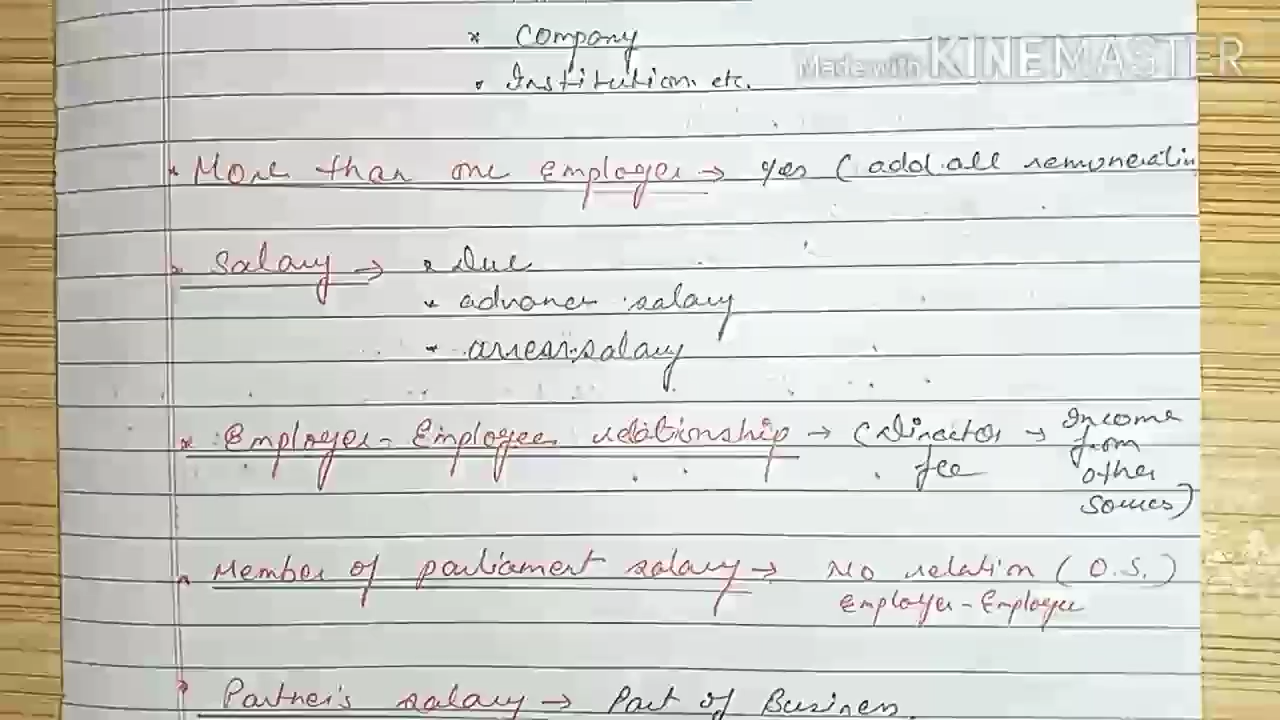 * Company
Made with KINEMASTER
• Institution. etc.
* More than one employer → yes (add all remuneratin
* Salary → * Due
* advance salary
* arrear salary
* Employer - Employee relationship → (Director fee → Income from other sources)
* Member of parliament salary → No relation (O.S.)
Employer - Employee
* Partner's salary → Part of Business.